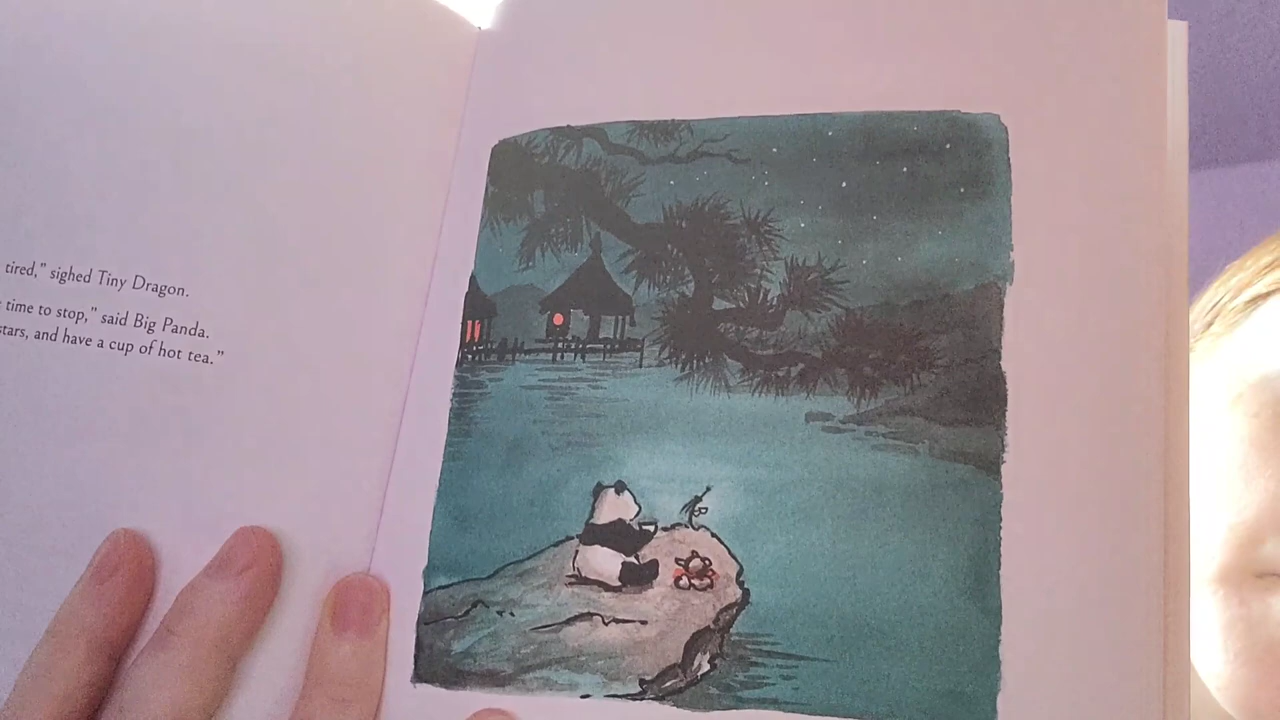 tired," sighed Tiny Dragon.
time to stop," said Big Panda.
stars, and have a cup of hot tea."